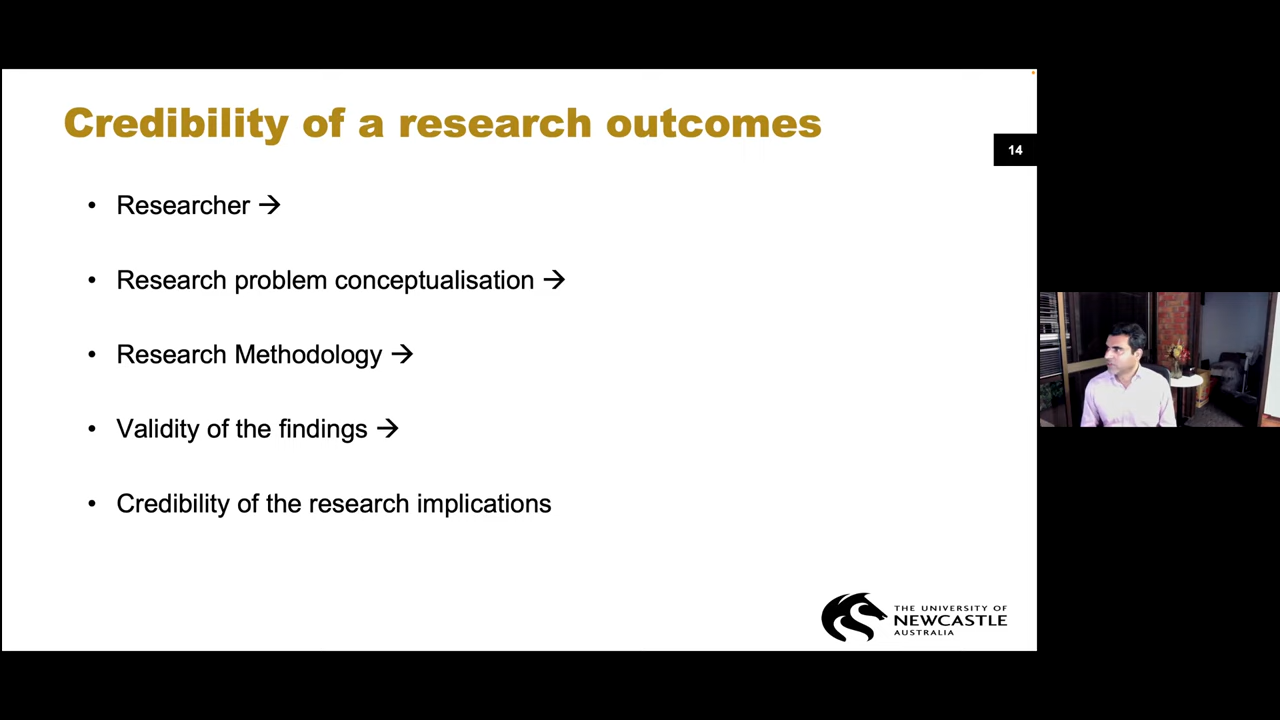 Credibility of a research outcomes
14
• Researcher →
• Research problem conceptualisation →
• Research Methodology →
• Validity of the findings →
• Credibility of the research implications
THE UNIVERSITY OF
NEWCASTLE
AUSTRALIA